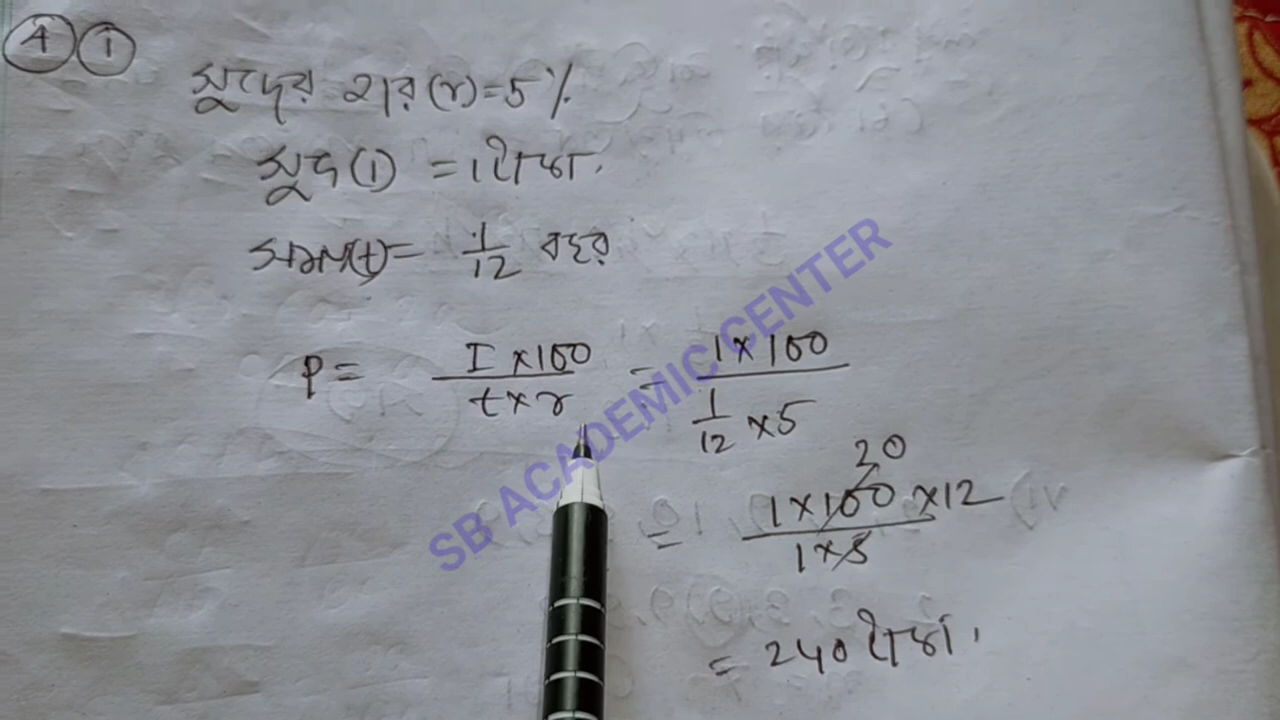 A 1
সুদের হার (r) = 5%
সুদ (I) = 1 টাকা.
সময় (t) = 1/12 বছর
P = I × 100 / t × r = 1 × 100 / 1/12 × 5
20
= 1 × 100 × 12 / 1 × 5
= 240 টাকা.
SB ACADEMIC CENTER